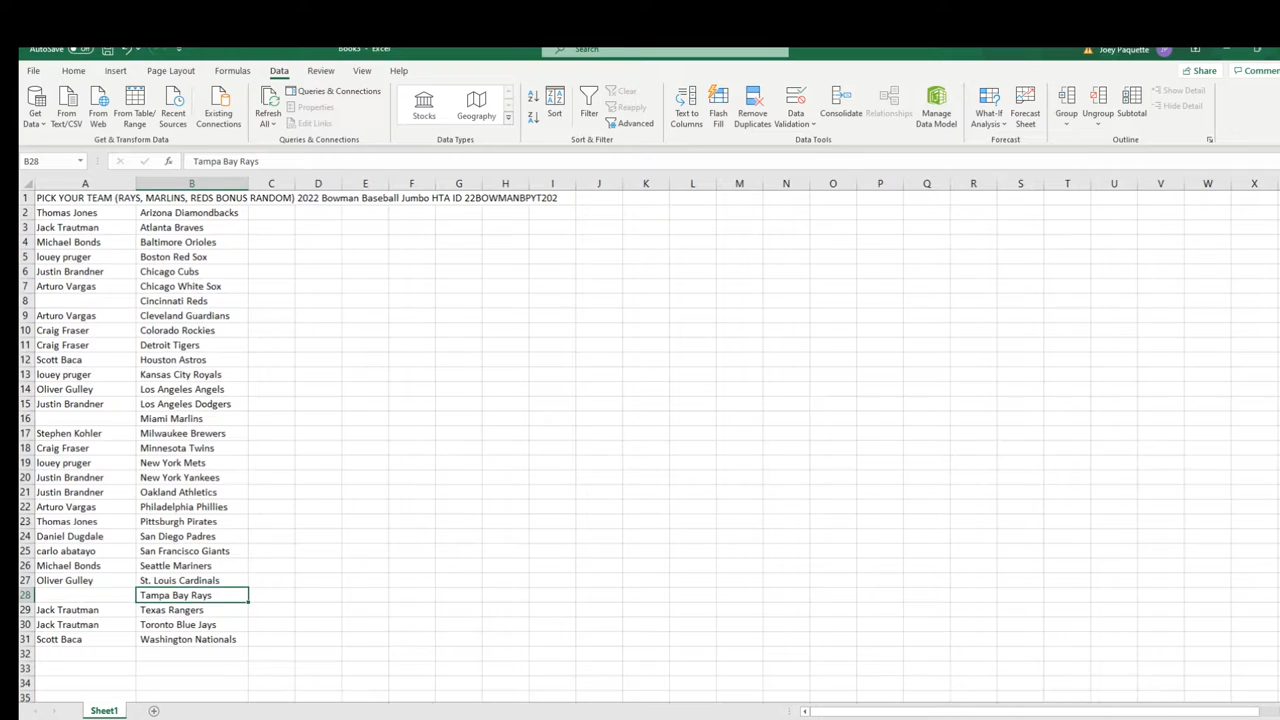 AutoSave Off Book3 - Excel Search Joey Paquette JP
File Home Insert Page Layout Formulas Data Review View Help Share Commen
Get Data From Text/CSV From Web From Table/Range Recent Sources Existing Connections Refresh All Queries & Connections Properties Edit Links Stocks Geography Sort Filter Clear Reapply Advanced Text to Columns Flash Fill Remove Duplicates Data Validation Consolidate Relationships Manage Data Model What-If Analysis Forecast Sheet Group Ungroup Subtotal Show Detail Hide Detail
Get & Transform Data Queries & Connections Data Types Sort & Filter Data Tools Forecast Outline
B28 fx Tampa Bay Rays
A B C D E F G H I J K L M N O P Q R S T U V W X
1 PICK YOUR TEAM (RAYS, MARLINS, REDS BONUS RANDOM) 2022 Bowman Baseball Jumbo HTA ID 22BOWMANBPYT202
2 Thomas Jones Arizona Diamondbacks
3 Jack Trautman Atlanta Braves
4 Michael Bonds Baltimore Orioles
5 louey pruger Boston Red Sox
6 Justin Brandner Chicago Cubs
7 Arturo Vargas Chicago White Sox
8 Cincinnati Reds
9 Arturo Vargas Cleveland Guardians
10 Craig Fraser Colorado Rockies
11 Craig Fraser Detroit Tigers
12 Scott Baca Houston Astros
13 louey pruger Kansas City Royals
14 Oliver Gulley Los Angeles Angels
15 Justin Brandner Los Angeles Dodgers
16 Miami Marlins
17 Stephen Kohler Milwaukee Brewers
18 Craig Fraser Minnesota Twins
19 louey pruger New York Mets
20 Justin Brandner New York Yankees
21 Justin Brandner Oakland Athletics
22 Arturo Vargas Philadelphia Phillies
23 Thomas Jones Pittsburgh Pirates
24 Daniel Dugdale San Diego Padres
25 carlo abatayo San Francisco Giants
26 Michael Bonds Seattle Mariners
27 Oliver Gulley St. Louis Cardinals
28 Tampa Bay Rays
29 Jack Trautman Texas Rangers
30 Jack Trautman Toronto Blue Jays
31 Scott Baca Washington Nationals
32
33
34
35
Sheet1